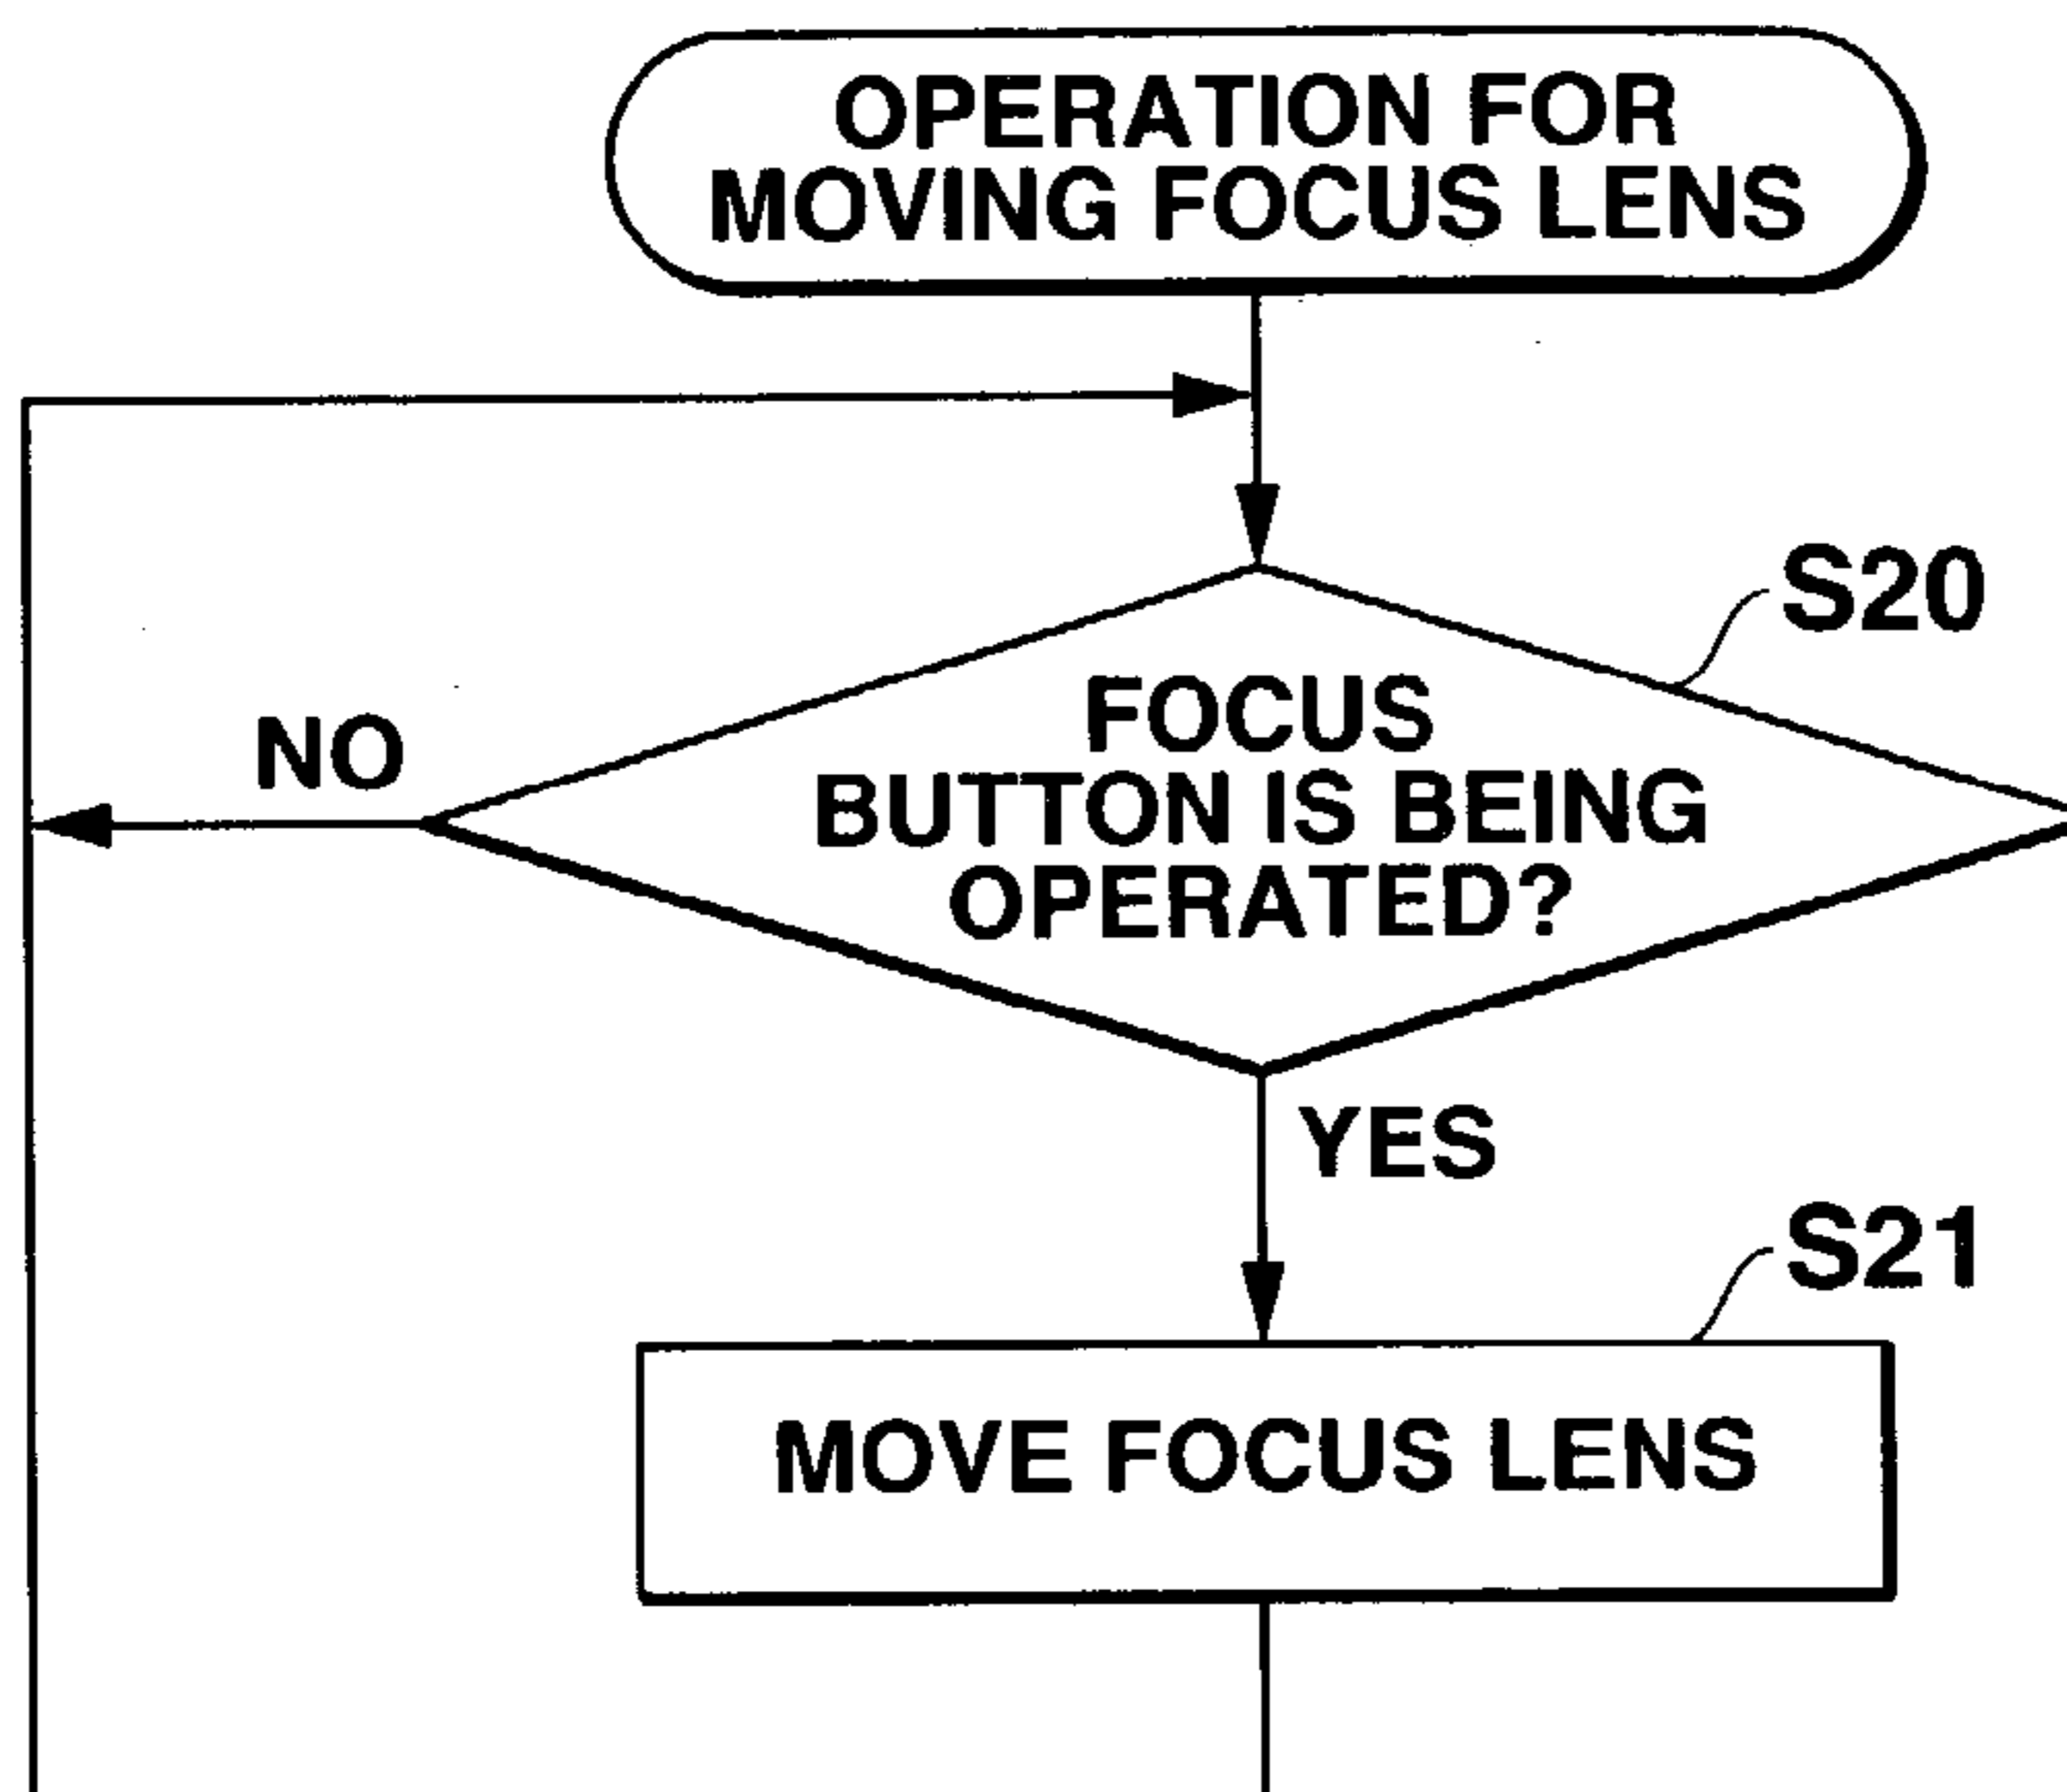 OPERATION FOR
MOVING FOCUS LENS
S20
FOCUS
BUTTON IS BEING
OPERATED?
NO
YES
S21
MOVE FOCUS LENS